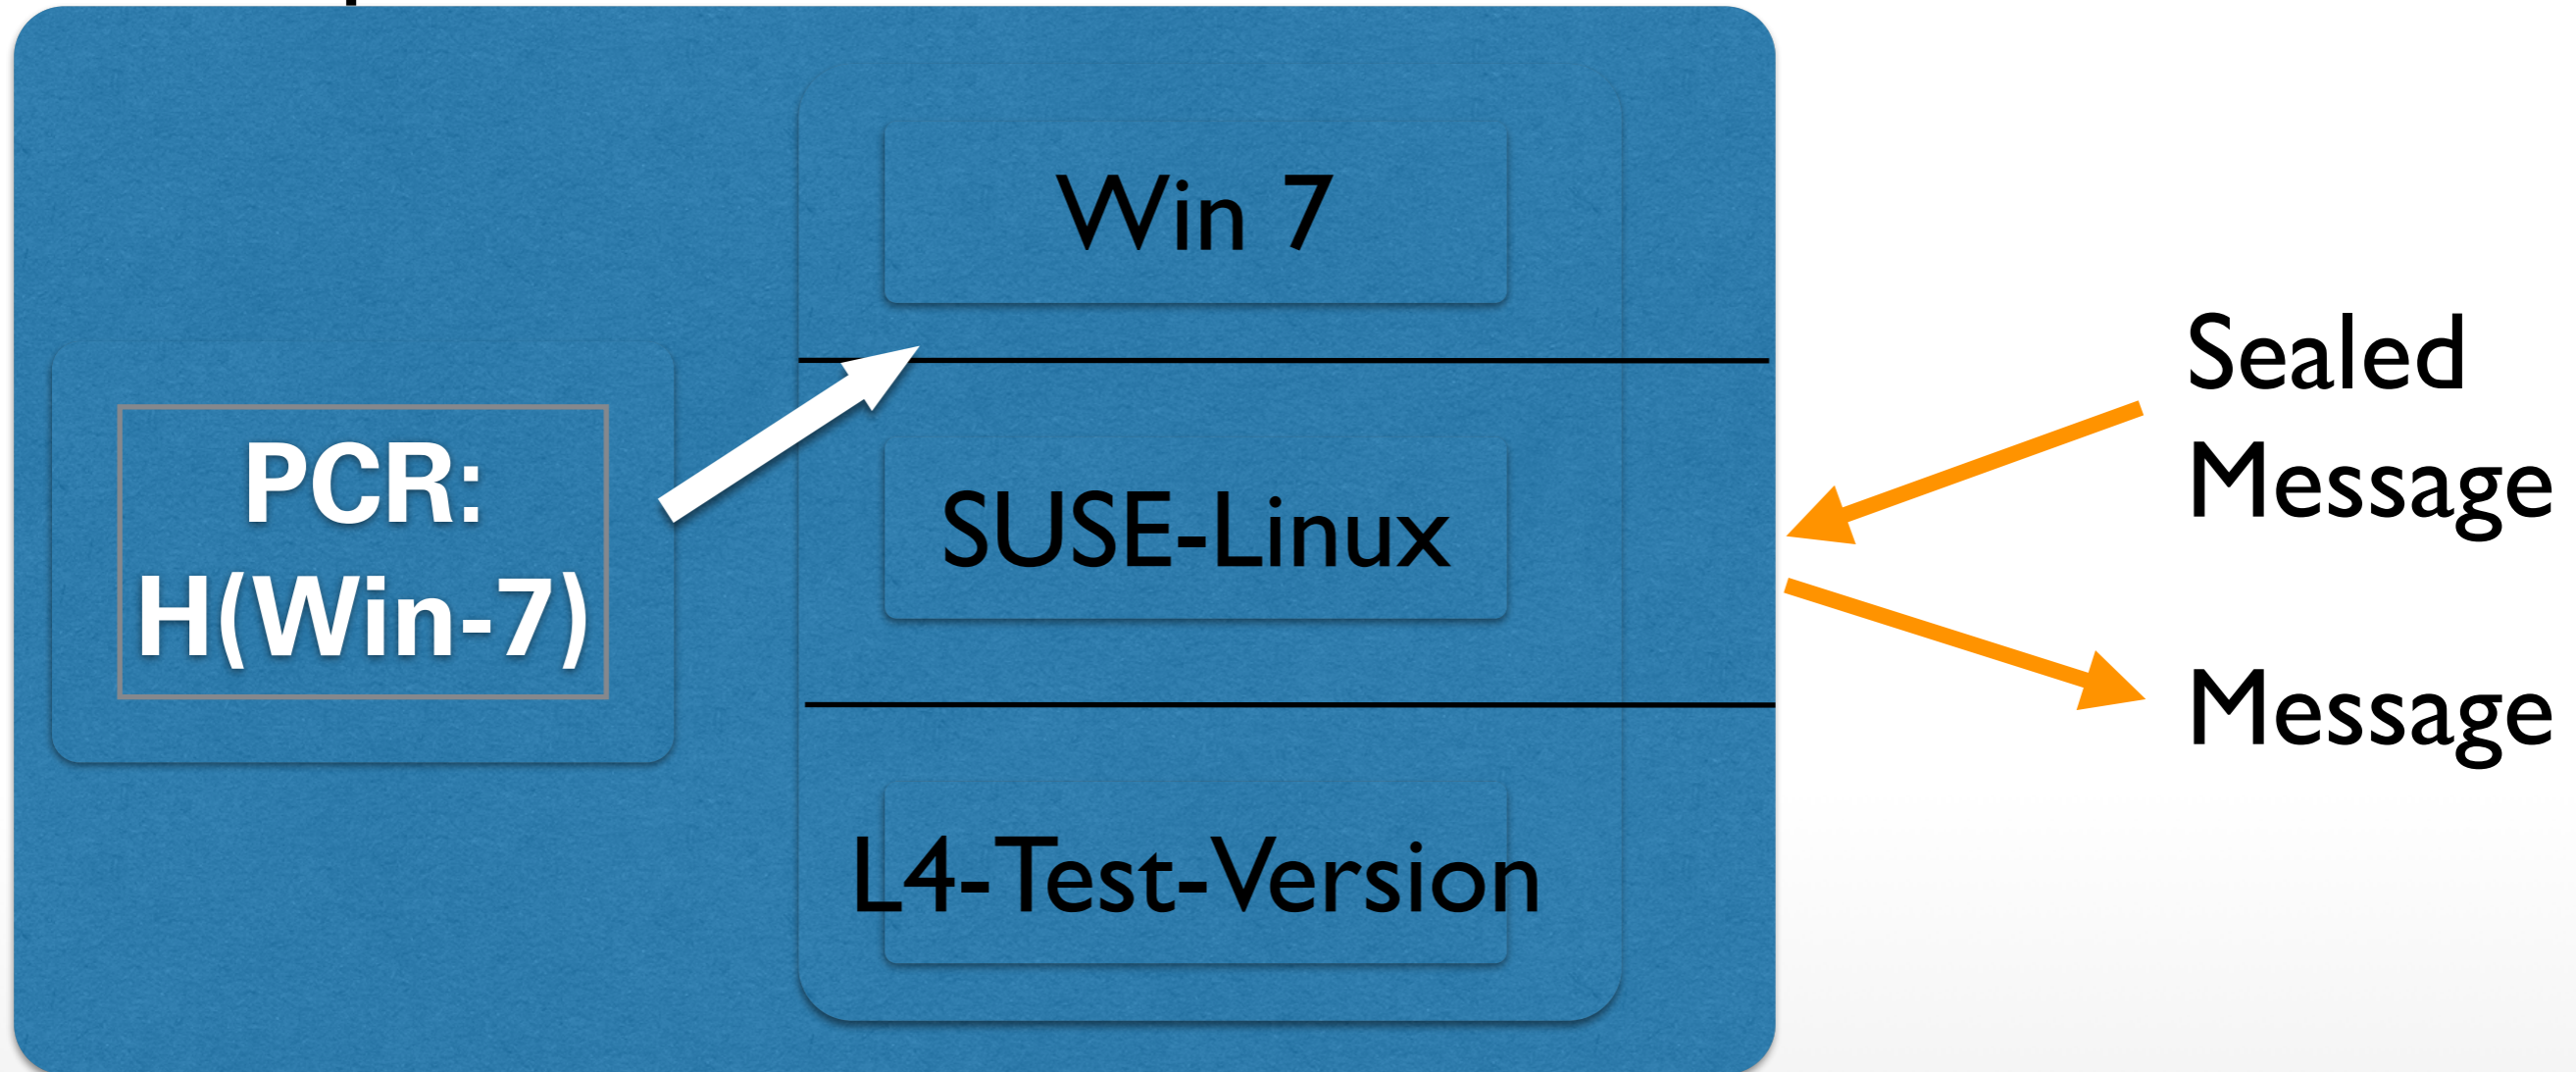 Win 7
PCR:
H(Win-7)
SUSE-Linux
L4-Test-Version
Sealed
Message
Message